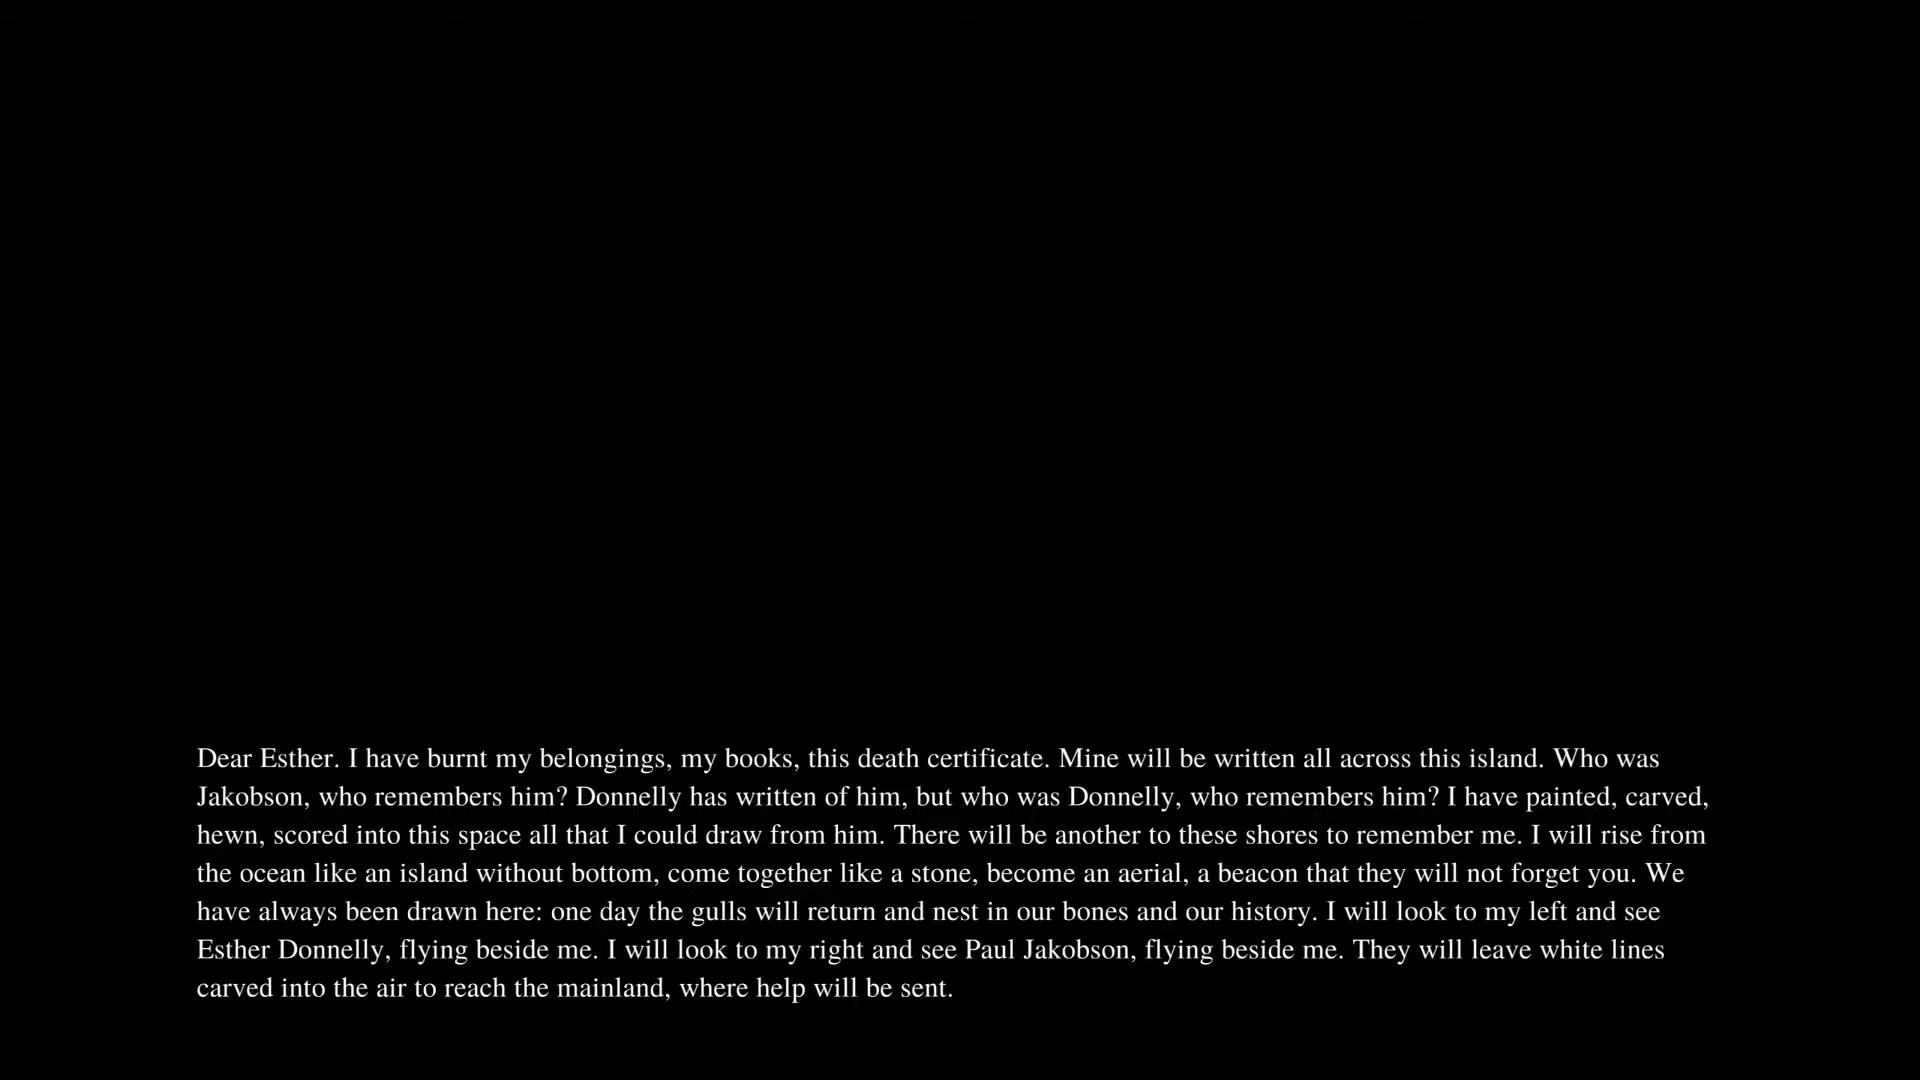 Dear Esther. I have burnt my belongings, my books, this death certificate. Mine will be written all across this island. Who was
Jakobson, who remembers him? Donnelly has written of him, but who was Donnelly, who remembers him? I have painted, carved,
hewn, scored into this space all that I could draw from him. There will be another to these shores to remember me. I will rise from
the ocean like an island without bottom, come together like a stone, become an aerial, a beacon that they will not forget you. We
have always been drawn here: one day the gulls will return and nest in our bones and our history. I will look to my left and see
Esther Donnelly, flying beside me. I will look to my right and see Paul Jakobson, flying beside me. They will leave white lines
carved into the air to reach the mainland, where help will be sent.